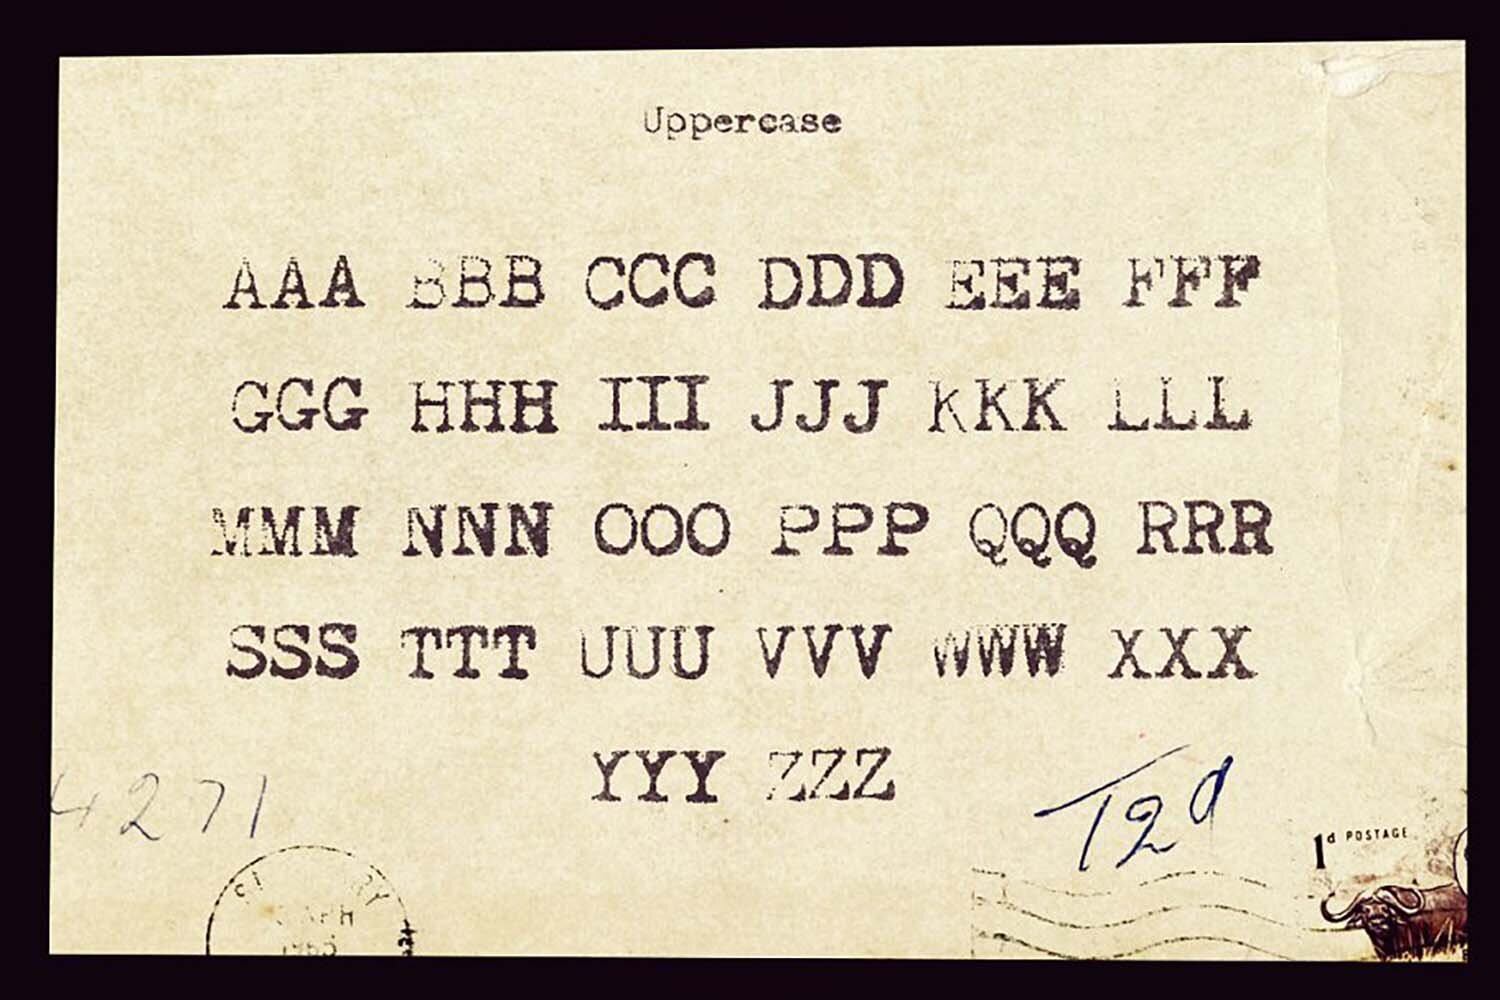 Uppercase
AAA BBB CCC DDD EEE FFF
GGG HHH III JJJ KKK LLL
MMM NNN OOO PPP QQQ RRR
SSS TTT UUU VVV WWW XXX
YYY ZZZ
4271
T2d
1d POSTAGE